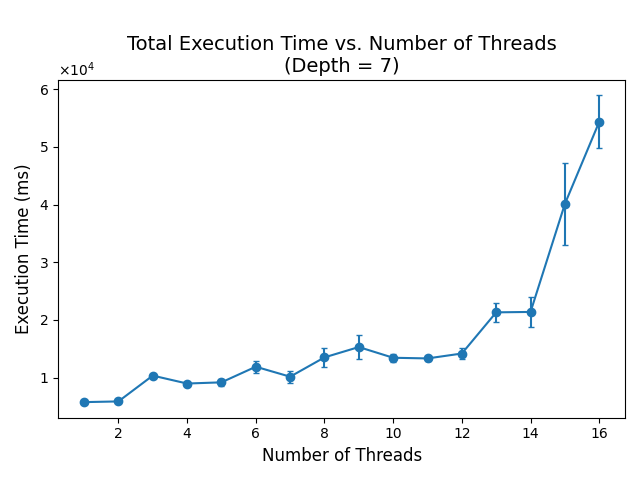 Total Execution Time vs. Number of Threads
(Depth = 7)
×10⁴
6
5
4
3
2
1
Execution Time (ms)
2 4 6 8 10 12 14 16
Number of Threads